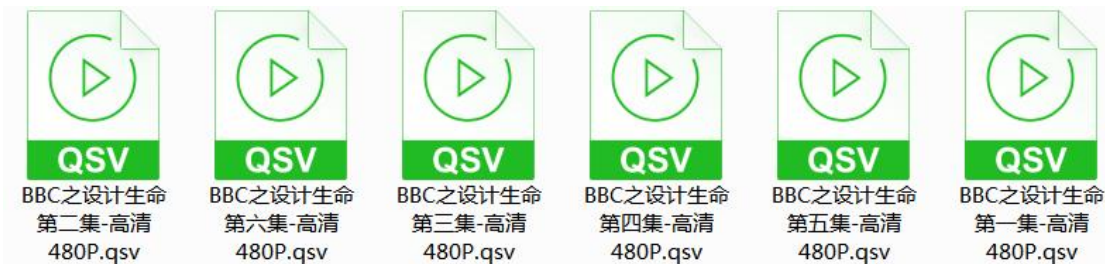 QSV
BBC之设计生命
第二集-高清
480P.qsv
QSV
BBC之设计生命
第六集-高清
480P.qsv
QSV
BBC之设计生命
第三集-高清
480P.qsv
QSV
BBC之设计生命
第四集-高清
480P.qsv
QSV
BBC之设计生命
第五集-高清
480P.qsv
QSV
BBC之设计生命
第一集-高清
480P.qsv